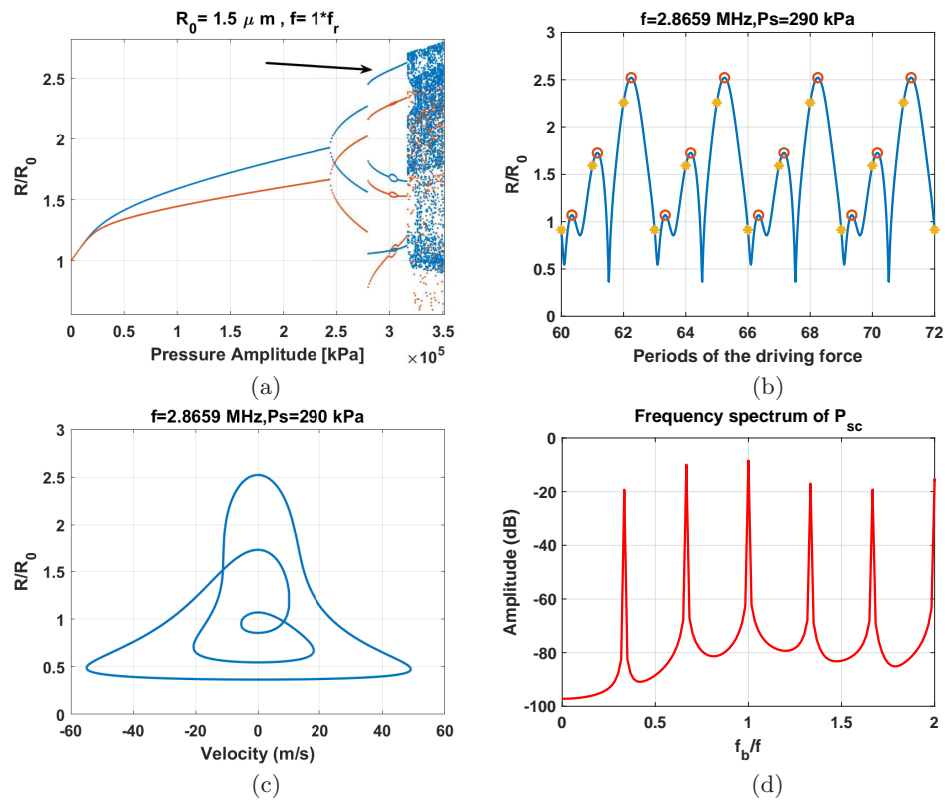 R₀= 1.5 μ m , f= 1*fᵣ
R/R₀
3
2.5
2
1.5
1
0 0.5 1 1.5 2 2.5 3 3.5
×10⁵
Pressure Amplitude [kPa]
(a)
f=2.8659 MHz,Ps=290 kPa
R/R₀
3
2.5
2
1.5
1
0.5
0
60 62 64 66 68 70 72
Periods of the driving force
(b)
f=2.8659 MHz,Ps=290 kPa
R/R₀
3
2.5
2
1.5
1
0.5
0
-60 -40 -20 0 20 40 60
Velocity (m/s)
(c)
Frequency spectrum of P_sc
Amplitude (dB)
0
-20
-40
-60
-80
-100
0 0.5 1 1.5 2
f_b/f
(d)